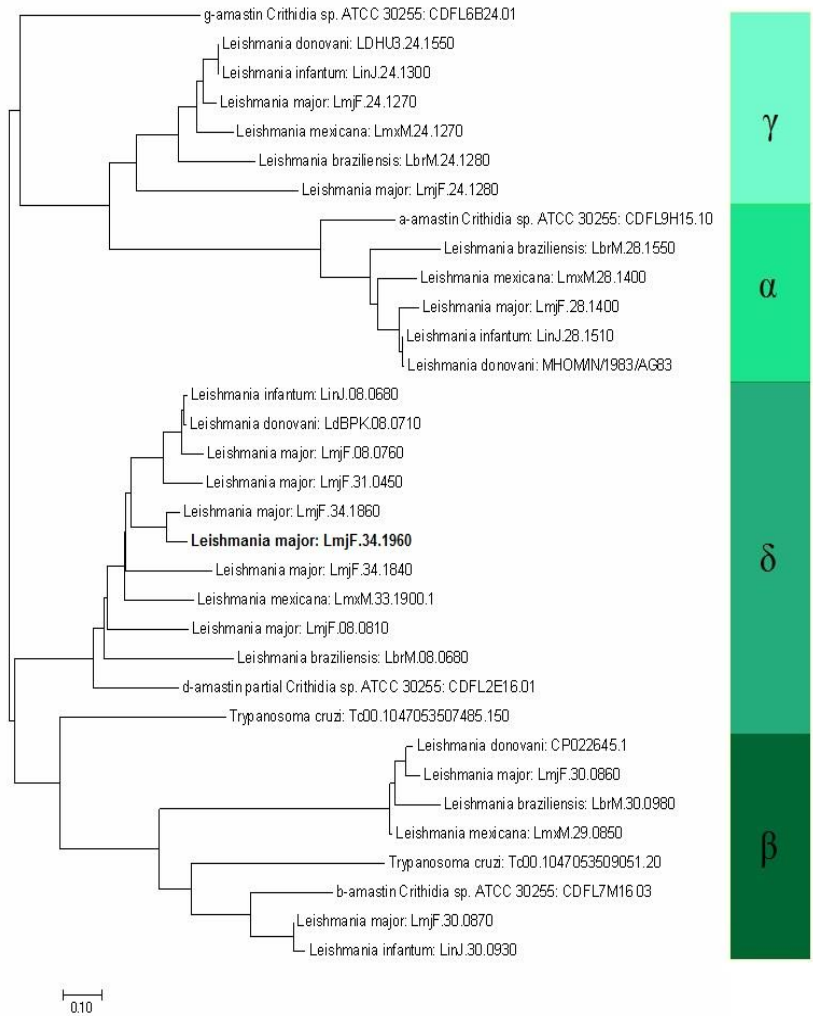 g-amastin Crithidia sp. ATCC 30255: CDFL6B24.01
Leishmania donovani: LDHU3.24.1550
Leishmania infantum: LinJ.24.1300
Leishmania major: LmjF.24.1270
Leishmania mexicana: LmxM.24.1270
Leishmania braziliensis: LbrM.24.1280
Leishmania major: LmjF.24.1280
γ
a-amastin Crithidia sp. ATCC 30255: CDFL9H15.10
Leishmania braziliensis: LbrM.28.1550
Leishmania mexicana: LmxM.28.1400
Leishmania major: LmjF.28.1400
Leishmania infantum: LinJ.28.1510
Leishmania donovani: MHOM/IN/1983/AG83
α
Leishmania infantum: LinJ.08.0680
Leishmania donovani: LdBPK.08.0710
Leishmania major: LmjF.08.0760
Leishmania major: LmjF.31.0450
Leishmania major: LmjF.34.1860
Leishmania major: LmjF.34.1960
Leishmania major: LmjF.34.1840
Leishmania mexicana: LmxM.33.1900.1
Leishmania major: LmjF.08.0810
Leishmania braziliensis: LbrM.08.0680
d-amastin partial Crithidia sp. ATCC 30255: CDFL2E16.01
Trypanosoma cruzi: Tc00.1047053507485.150
δ
Leishmania donovani: CP022645.1
Leishmania major: LmjF.30.0860
Leishmania braziliensis: LbrM.30.0980
Leishmania mexicana: LmxM.29.0850
Trypanosoma cruzi: Tc00.1047053509051.20
b-amastin Crithidia sp. ATCC 30255: CDFL7M16 03
Leishmania major: LmjF.30.0870
Leishmania infantum: LinJ.30.0930
β
0.10